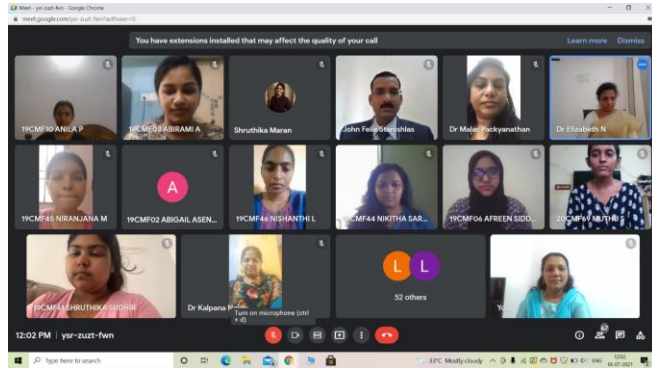 Meet - ysr-zuzt-fwn - Google Chrome
meet.google.com/ysr-zuzt-fwn?authuser=0
You have extensions installed that may affect the quality of your call
Learn more
Dismiss
19CMF10 ANILA P
19CMF03 ABIRAMI A
Shruthika Maran
John Felix Stanishlas
Dr Malar Packyanathan
Dr Elizabeth N
19CMF45 NIRANJANA M
A
19CMF02 ABIGAIL ASEN...
19CMF46 NISHANTHI L
19CMF44 NIKITHA SAR...
19CMF06 AFREEN SIDD...
20CMF69 MUTHU S
19CMF61 SHRUTHIKA SUDHIR
Dr Kalpana
Turn on microphone (ctrl
+ d)
L L
52 others
You
12:02 PM | ysr-zuzt-fwn
67
Type here to search
33°C Mostly cloudy
ENG
12:02
16-07-2021